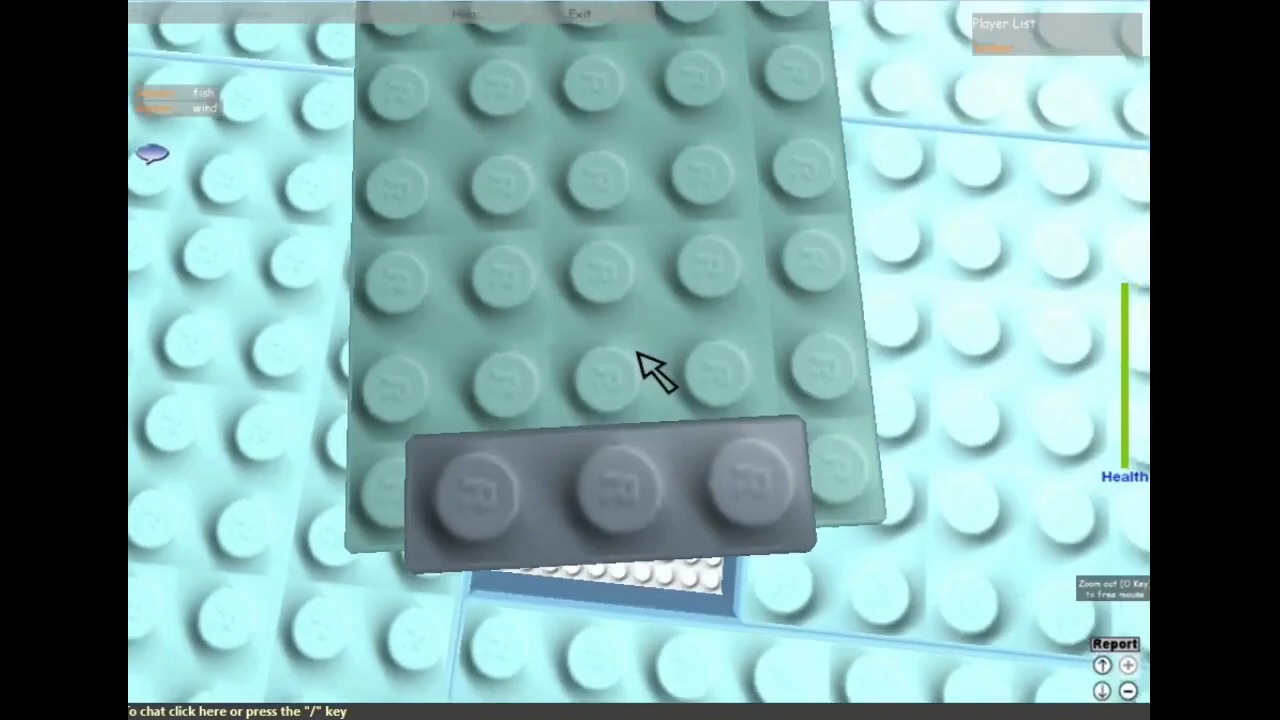 Help
Exit
Player List
fish
wind
Health
Zoom out (O Key)
to free mouse
Report
To chat click here or press the "/" key